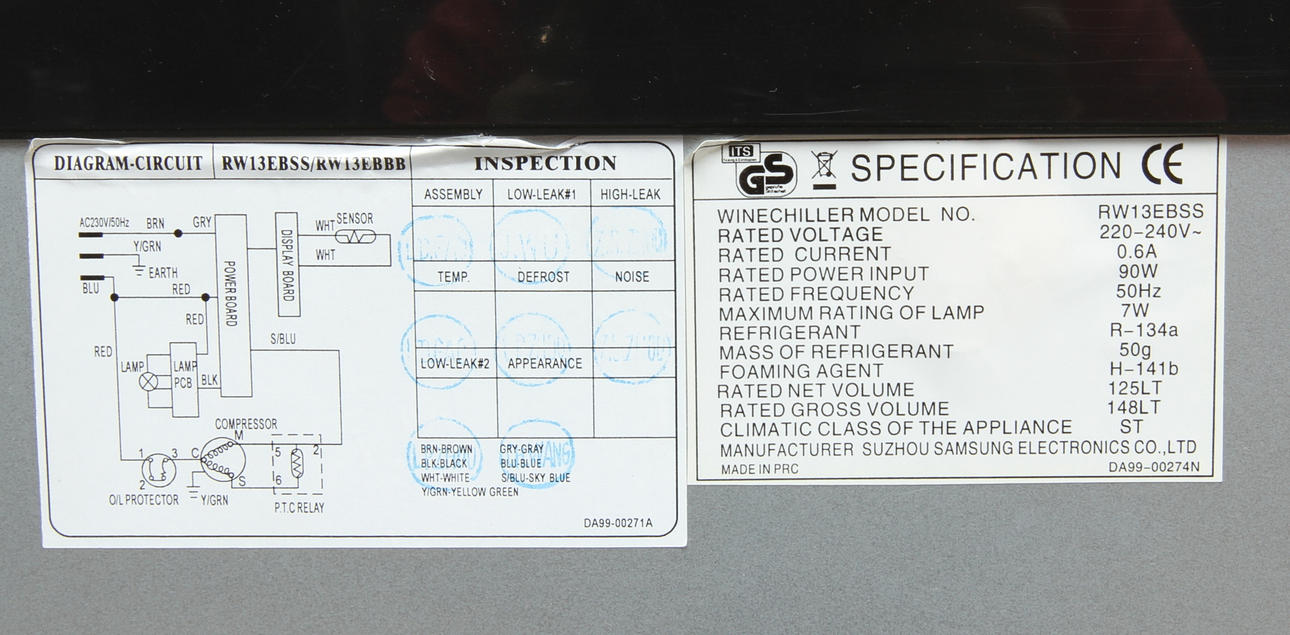 DIAGRAM-CIRCUIT RW13EBSS/RW13EBBB INSPECTION
ASSEMBLY LOW-LEAK#1 HIGH-LEAK
TEMP. DEFROST NOISE
LOW-LEAK#2 APPEARANCE
AC230V/50Hz BRN GRY
Y/GRN
EARTH
BLU
RED
RED
RED
POWER BOARD
DISPLAY BOARD
WHT SENSOR
WHT
S/BLU
LAMP
LAMP PCB
BLK
COMPRESSOR
M
1 3 C 5 2
2 S 6
O/L PROTECTOR Y/GRN P.T.C RELAY
BRN-BROWN GRY-GRAY
BLK-BLACK BLU-BLUE
WHT-WHITE S/BLU-SKY BLUE
Y/GRN-YELLOW GREEN
DA99-00271A
ITS
GS
geprüfte Sicherheit
SPECIFICATION CE
WINECHILLER MODEL NO. RW13EBSS
RATED VOLTAGE 220-240V~
RATED CURRENT 0.6A
RATED POWER INPUT 90W
RATED FREQUENCY 50Hz
MAXIMUM RATING OF LAMP 7W
REFRIGERANT R-134a
MASS OF REFRIGERANT 50g
FOAMING AGENT H-141b
RATED NET VOLUME 125LT
RATED GROSS VOLUME 148LT
CLIMATIC CLASS OF THE APPLIANCE ST
MANUFACTURER SUZHOU SAMSUNG ELECTRONICS CO.,LTD
MADE IN PRC DA99-00274N